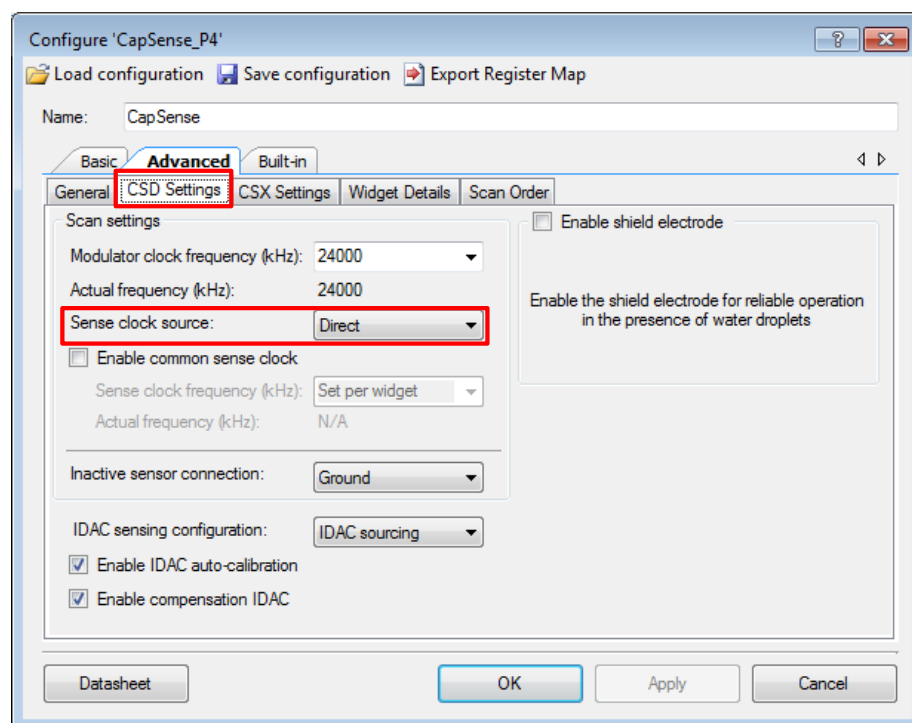 Configure 'CapSense_P4'
Load configuration Save configuration Export Register Map
Name: CapSense
Basic Advanced Built-in
General CSD Settings CSX Settings Widget Details Scan Order
Scan settings
Modulator clock frequency (kHz): 24000
Actual frequency (kHz): 24000
Sense clock source: Direct
Enable common sense clock
Sense clock frequency (kHz): Set per widget
Actual frequency (kHz): N/A
Inactive sensor connection: Ground
IDAC sensing configuration: IDAC sourcing
Enable IDAC auto-calibration
Enable compensation IDAC
Enable shield electrode
Enable the shield electrode for reliable operation
in the presence of water droplets
Datasheet OK Apply Cancel